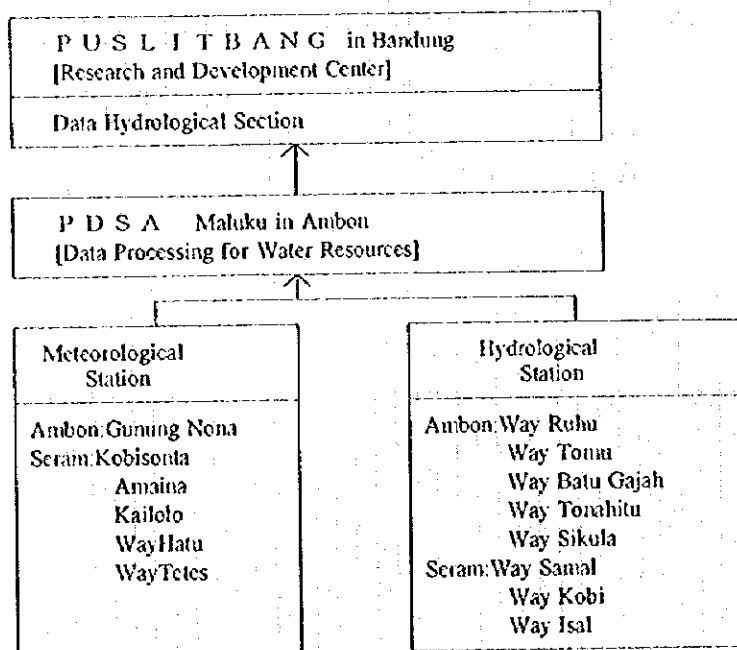 P U S L I T B A N G in Bandung
[Research and Development Center]
Data Hydrological Section
P D S A Maluku in Ambon
[Data Processing for Water Resources]
Meteorological
Station
Ambon:Gunung Nona
Seram:Kobisonta
Amaina
Kailolo
WayHatu
WayTetes
Hydrological
Station
Ambon:Way Ruhu
Way Tomu
Way Batu Gajah
Way Tonahitu
Way Sikula
Seram:Way Samal
Way Kobi
Way Isal